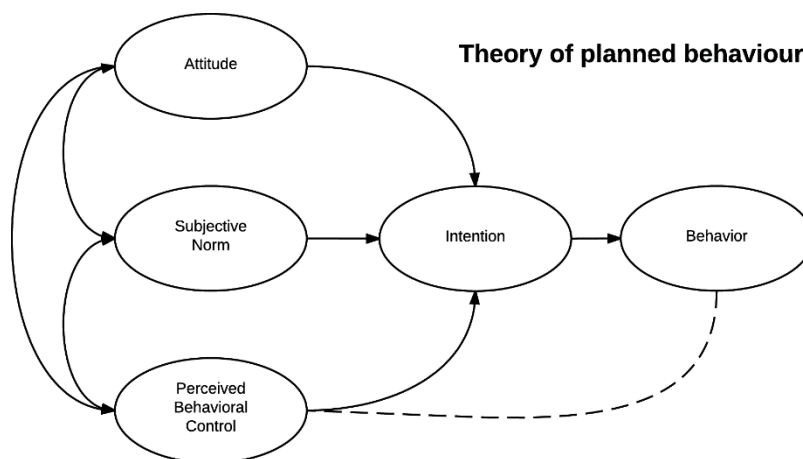 Theory of planned behaviour
Attitude
Subjective
Norm
Intention
Behavior
Perceived
Behavioral
Control